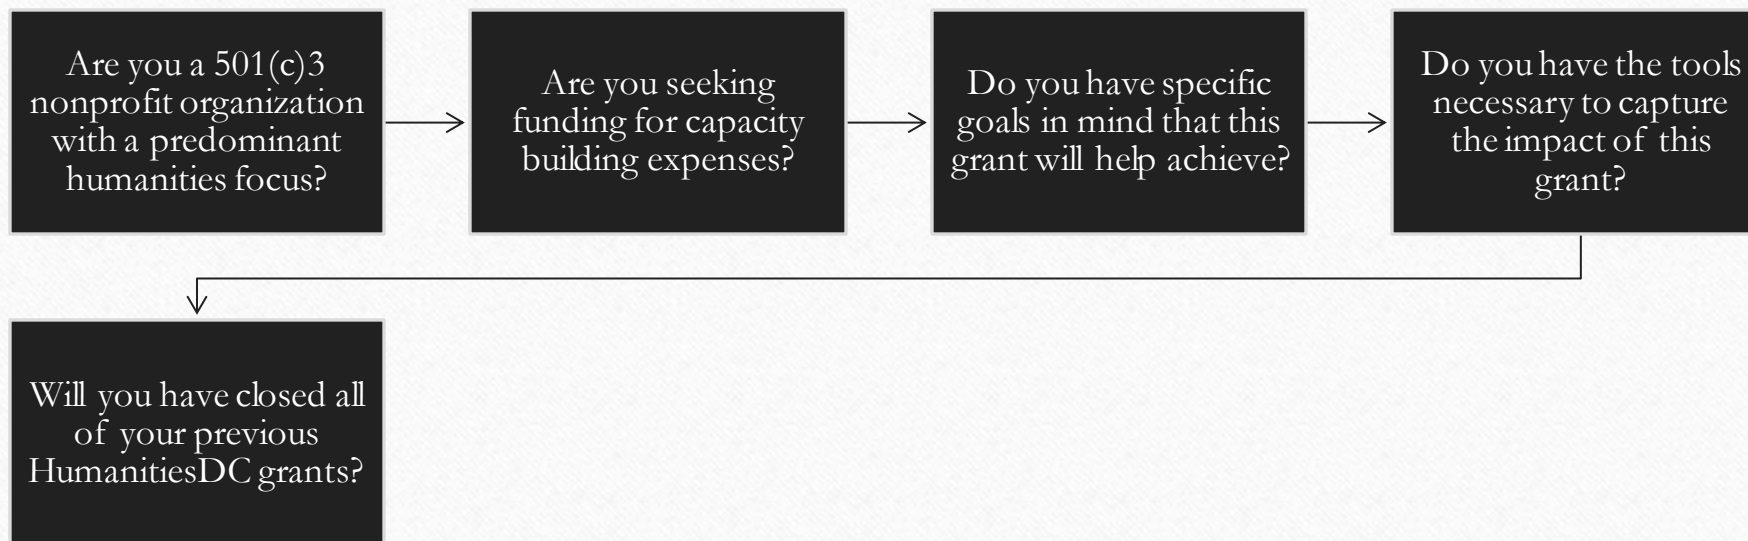 Are you a 501(c)3
nonprofit organization
with a predominant
humanities focus?
Are you seeking
funding for capacity
building expenses?
Do you have specific
goals in mind that this
grant will help achieve?
Do you have the tools
necessary to capture
the impact of this
grant?
Will you have closed all
of your previous
HumanitiesDC grants?